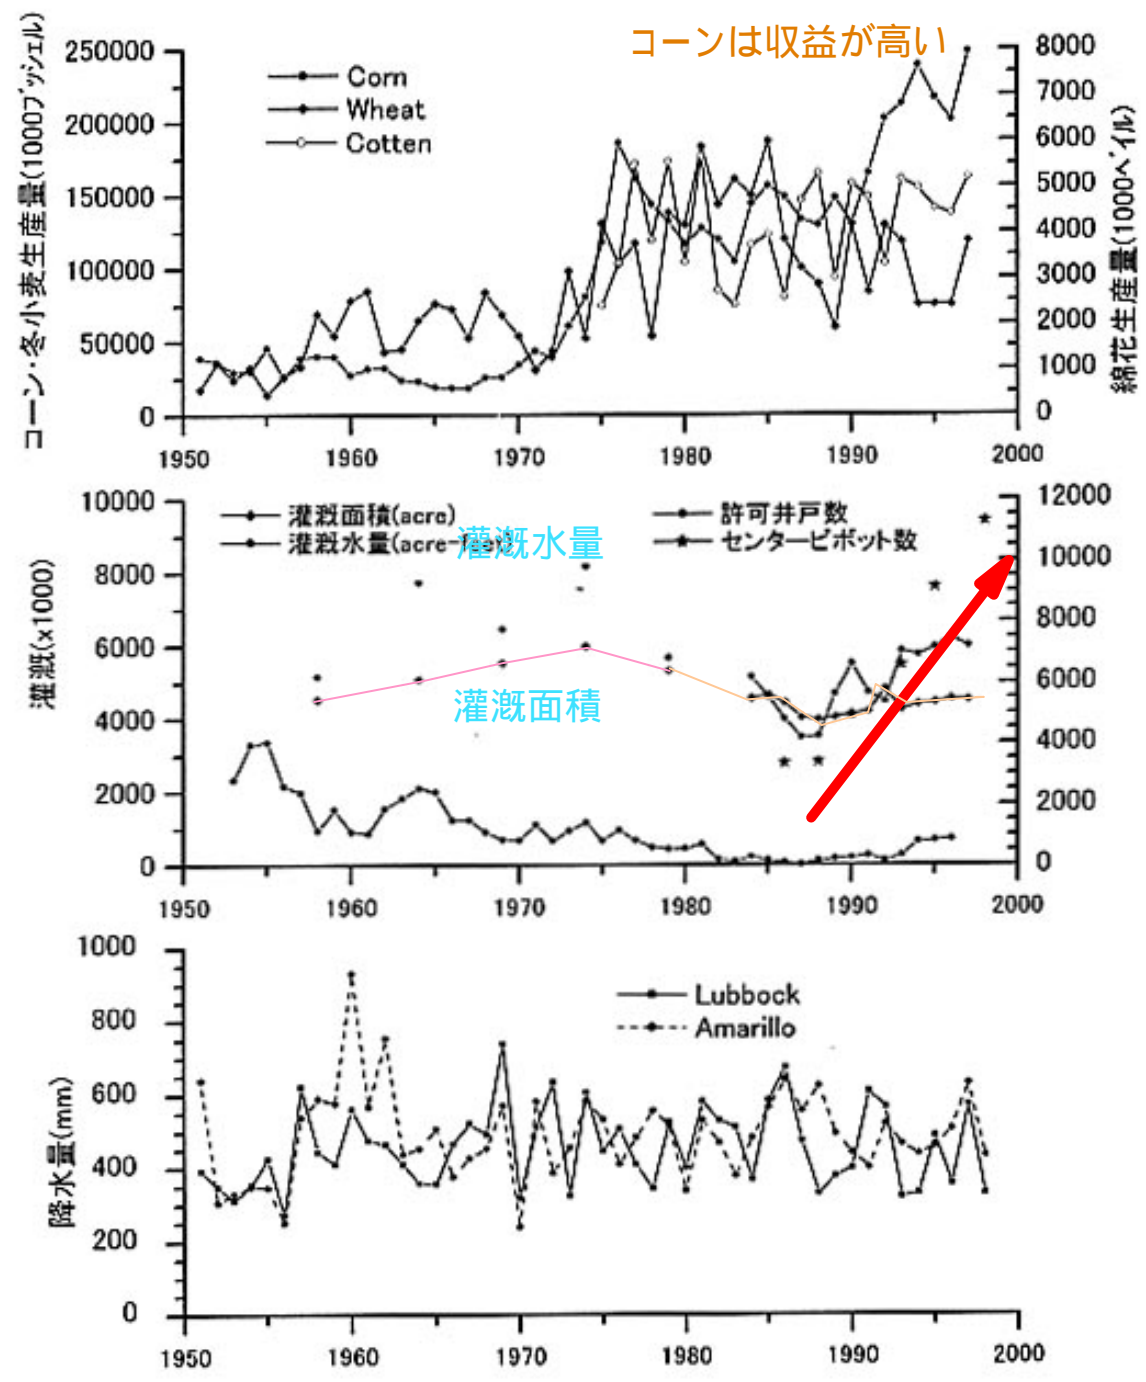 コーンは収益が高い
コーン・冬小麦生産量(1000ブッシェル)
250000
200000
150000
100000
50000
0
Corn
Wheat
Cotten
8000
7000
6000
5000
4000
3000
2000
1000
0
綿花生産量(1000ベイル)
1950 1960 1970 1980 1990 2000
灌漑(x1000)
10000
8000
6000
4000
2000
0
灌漑面積(acre)
灌漑水量(acre-feet)
許可井戸数
センターピボット数
灌漑水量
灌漑面積
12000
10000
8000
6000
4000
2000
0
1950 1960 1970 1980 1990 2000
降水量(mm)
1000
800
600
400
200
0
Lubbock
Amarillo
1950 1960 1970 1980 1990 2000